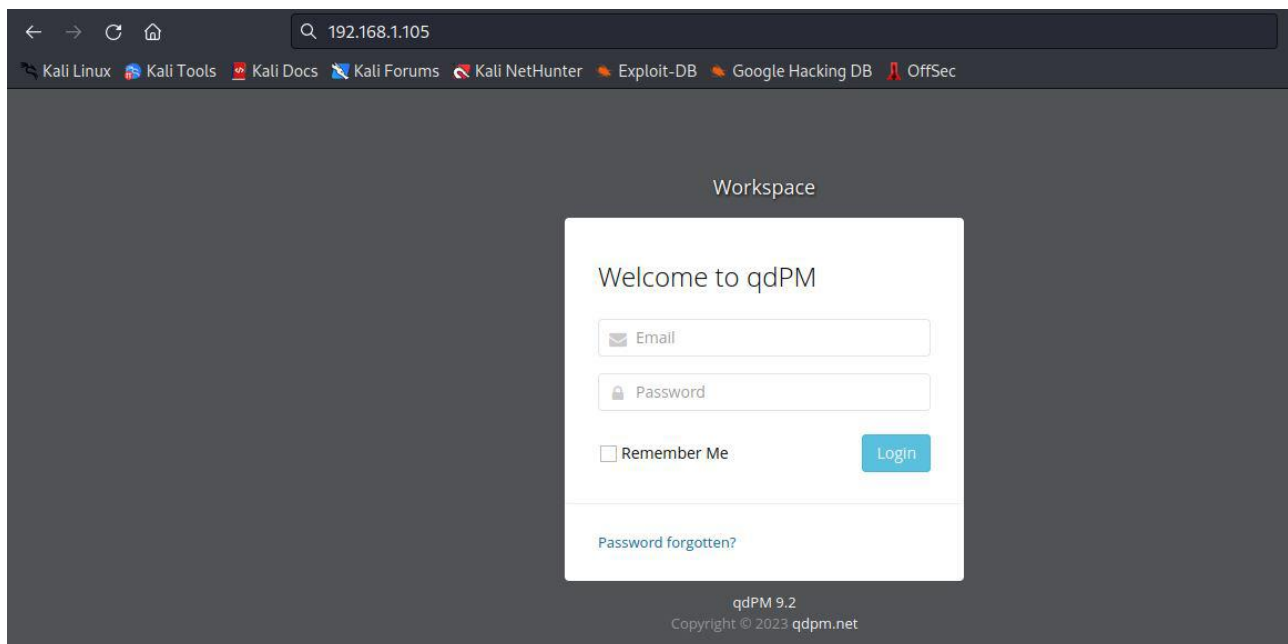 192.168.1.105
Kali Linux Kali Tools Kali Docs Kali Forums Kali NetHunter Exploit-DB Google Hacking DB OffSec
Workspace
Welcome to qdPM
Email
Password
Remember Me Login
Password forgotten?
qdPM 9.2
Copyright © 2023 qdpm.net